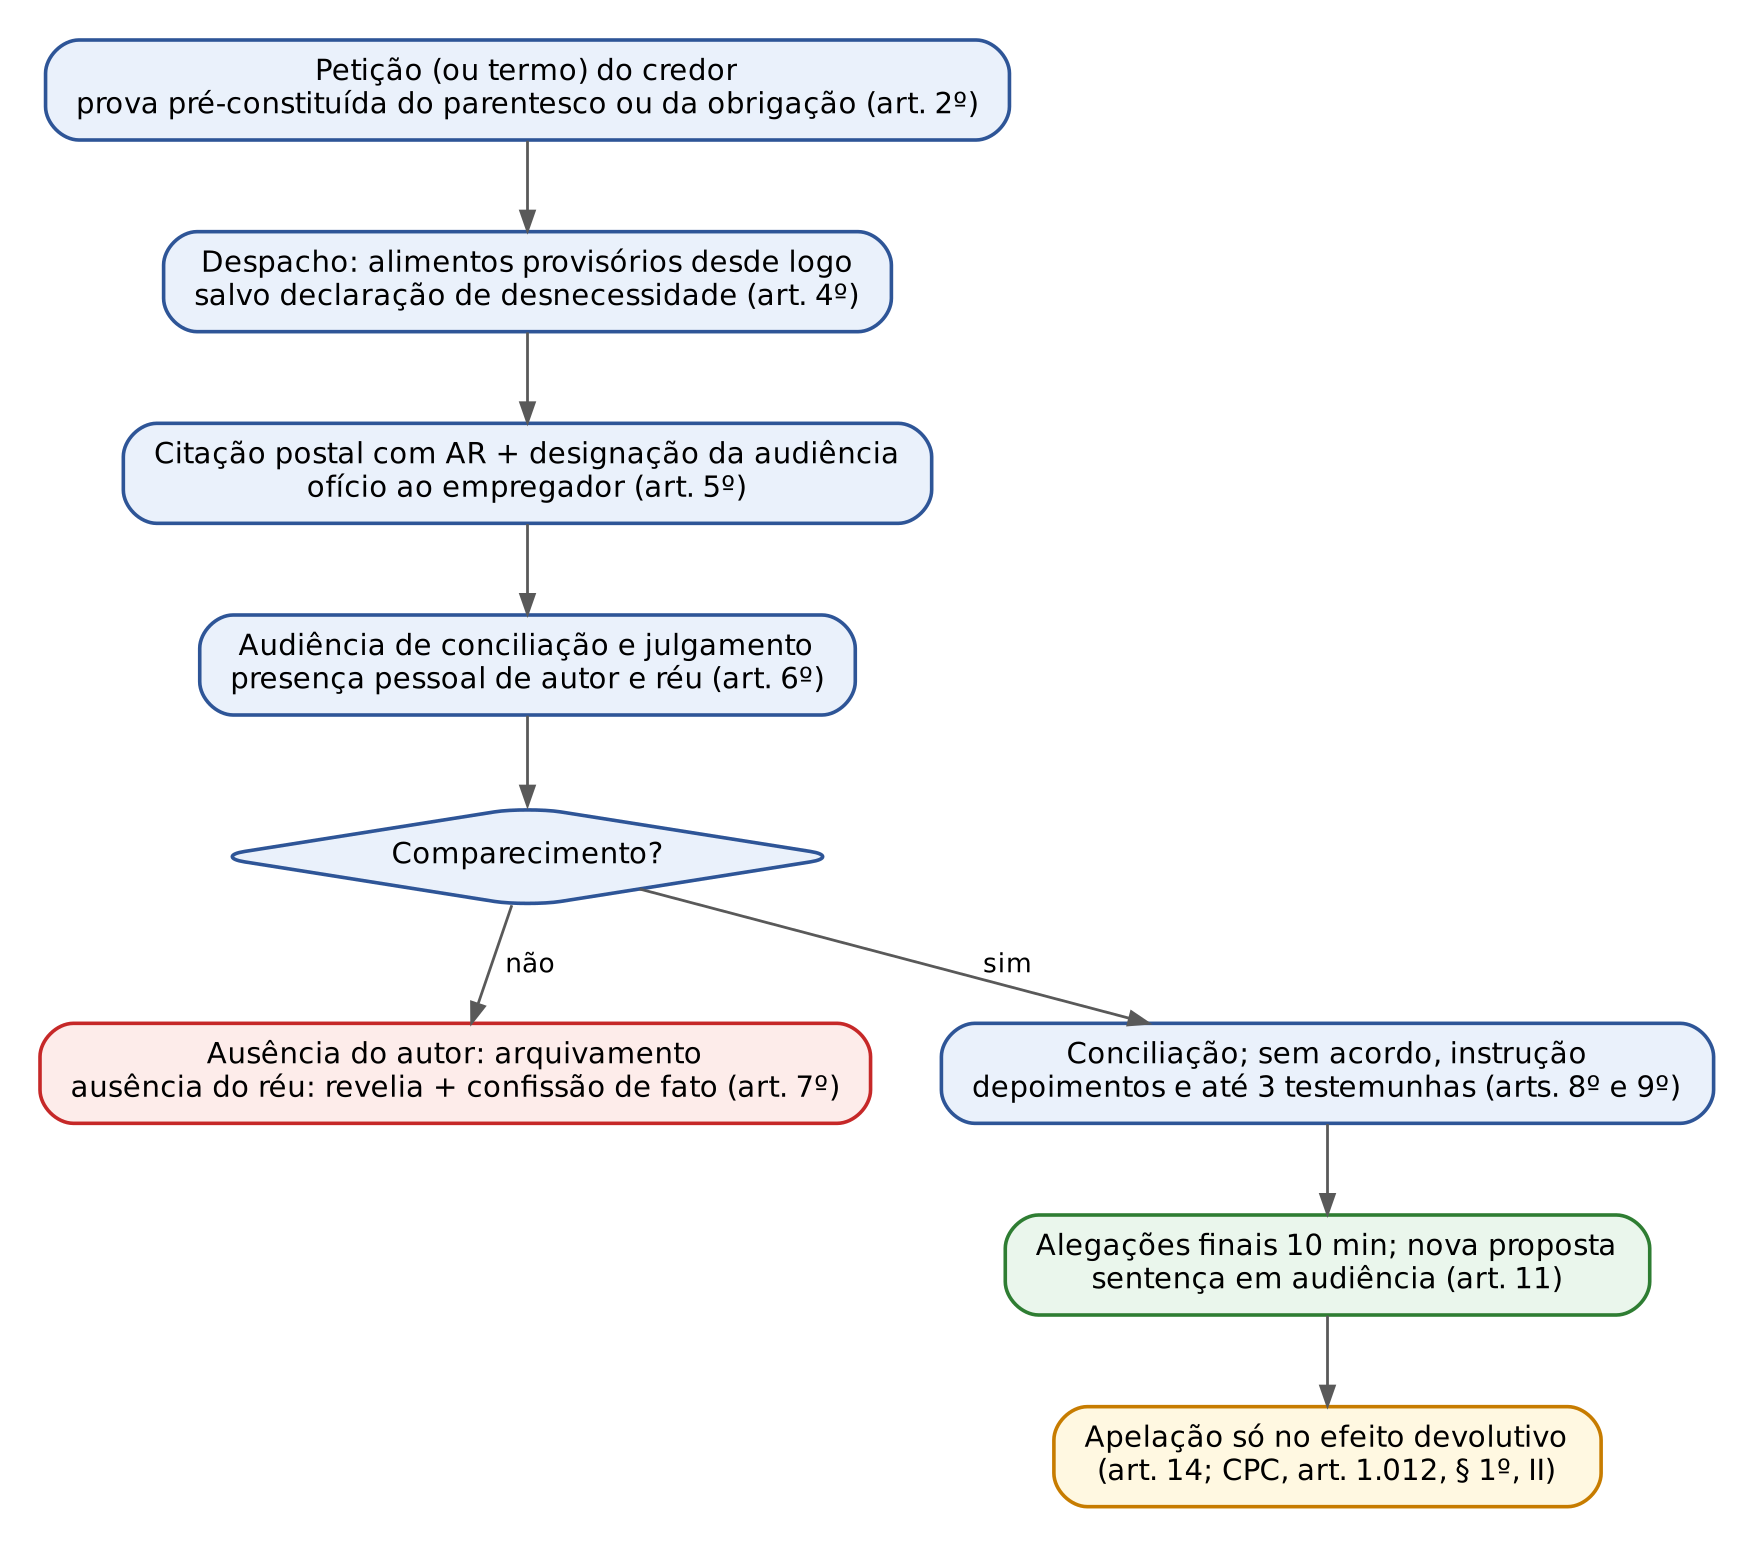 Petição (ou termo) do credor
prova pré-constituída do parentesco ou da obrigação (art. 2º)
Despacho: alimentos provisórios desde logo
salvo declaração de desnecessidade (art. 4º)
Citação postal com AR + designação da audiência
ofício ao empregador (art. 5º)
Audiência de conciliação e julgamento
presença pessoal de autor e réu (art. 6º)
Comparecimento?
não
sim
Ausência do autor: arquivamento
ausência do réu: revelia + confissão de fato (art. 7º)
Conciliação; sem acordo, instrução
depoimentos e até 3 testemunhas (arts. 8º e 9º)
Alegações finais 10 min; nova proposta
sentença em audiência (art. 11)
Apelação só no efeito devolutivo
(art. 14; CPC, art. 1.012, § 1º, II)